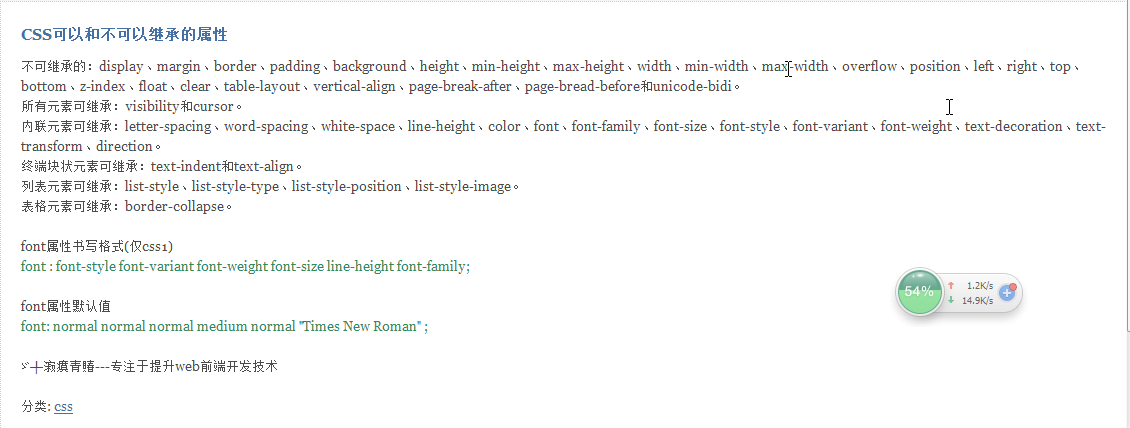 CSS可以和不可以继承的属性
不可继承的：display、margin、border、padding、background、height、min-height、max-height、width、min-width、max-width、overflow、position、left、right、top、
bottom、z-index、float、clear、table-layout、vertical-align、page-break-after、page-bread-before和unicode-bidi。
所有元素可继承：visibility和cursor。
内联元素可继承：letter-spacing、word-spacing、white-space、line-height、color、font、font-family、font-size、font-style、font-variant、font-weight、text-decoration、text-
transform、direction。
终端块状元素可继承：text-indent和text-align。
列表元素可继承：list-style、list-style-type、list-style-position、list-style-image。
表格元素可继承：border-collapse。
font属性书写格式(仅css1)
font : font-style font-variant font-weight font-size line-height font-family;
54%
1.2K/s
14.9K/s
font属性默认值
font: normal normal normal medium normal "Times New Roman" ;
---专注于提升web前端开发技术
分类: css